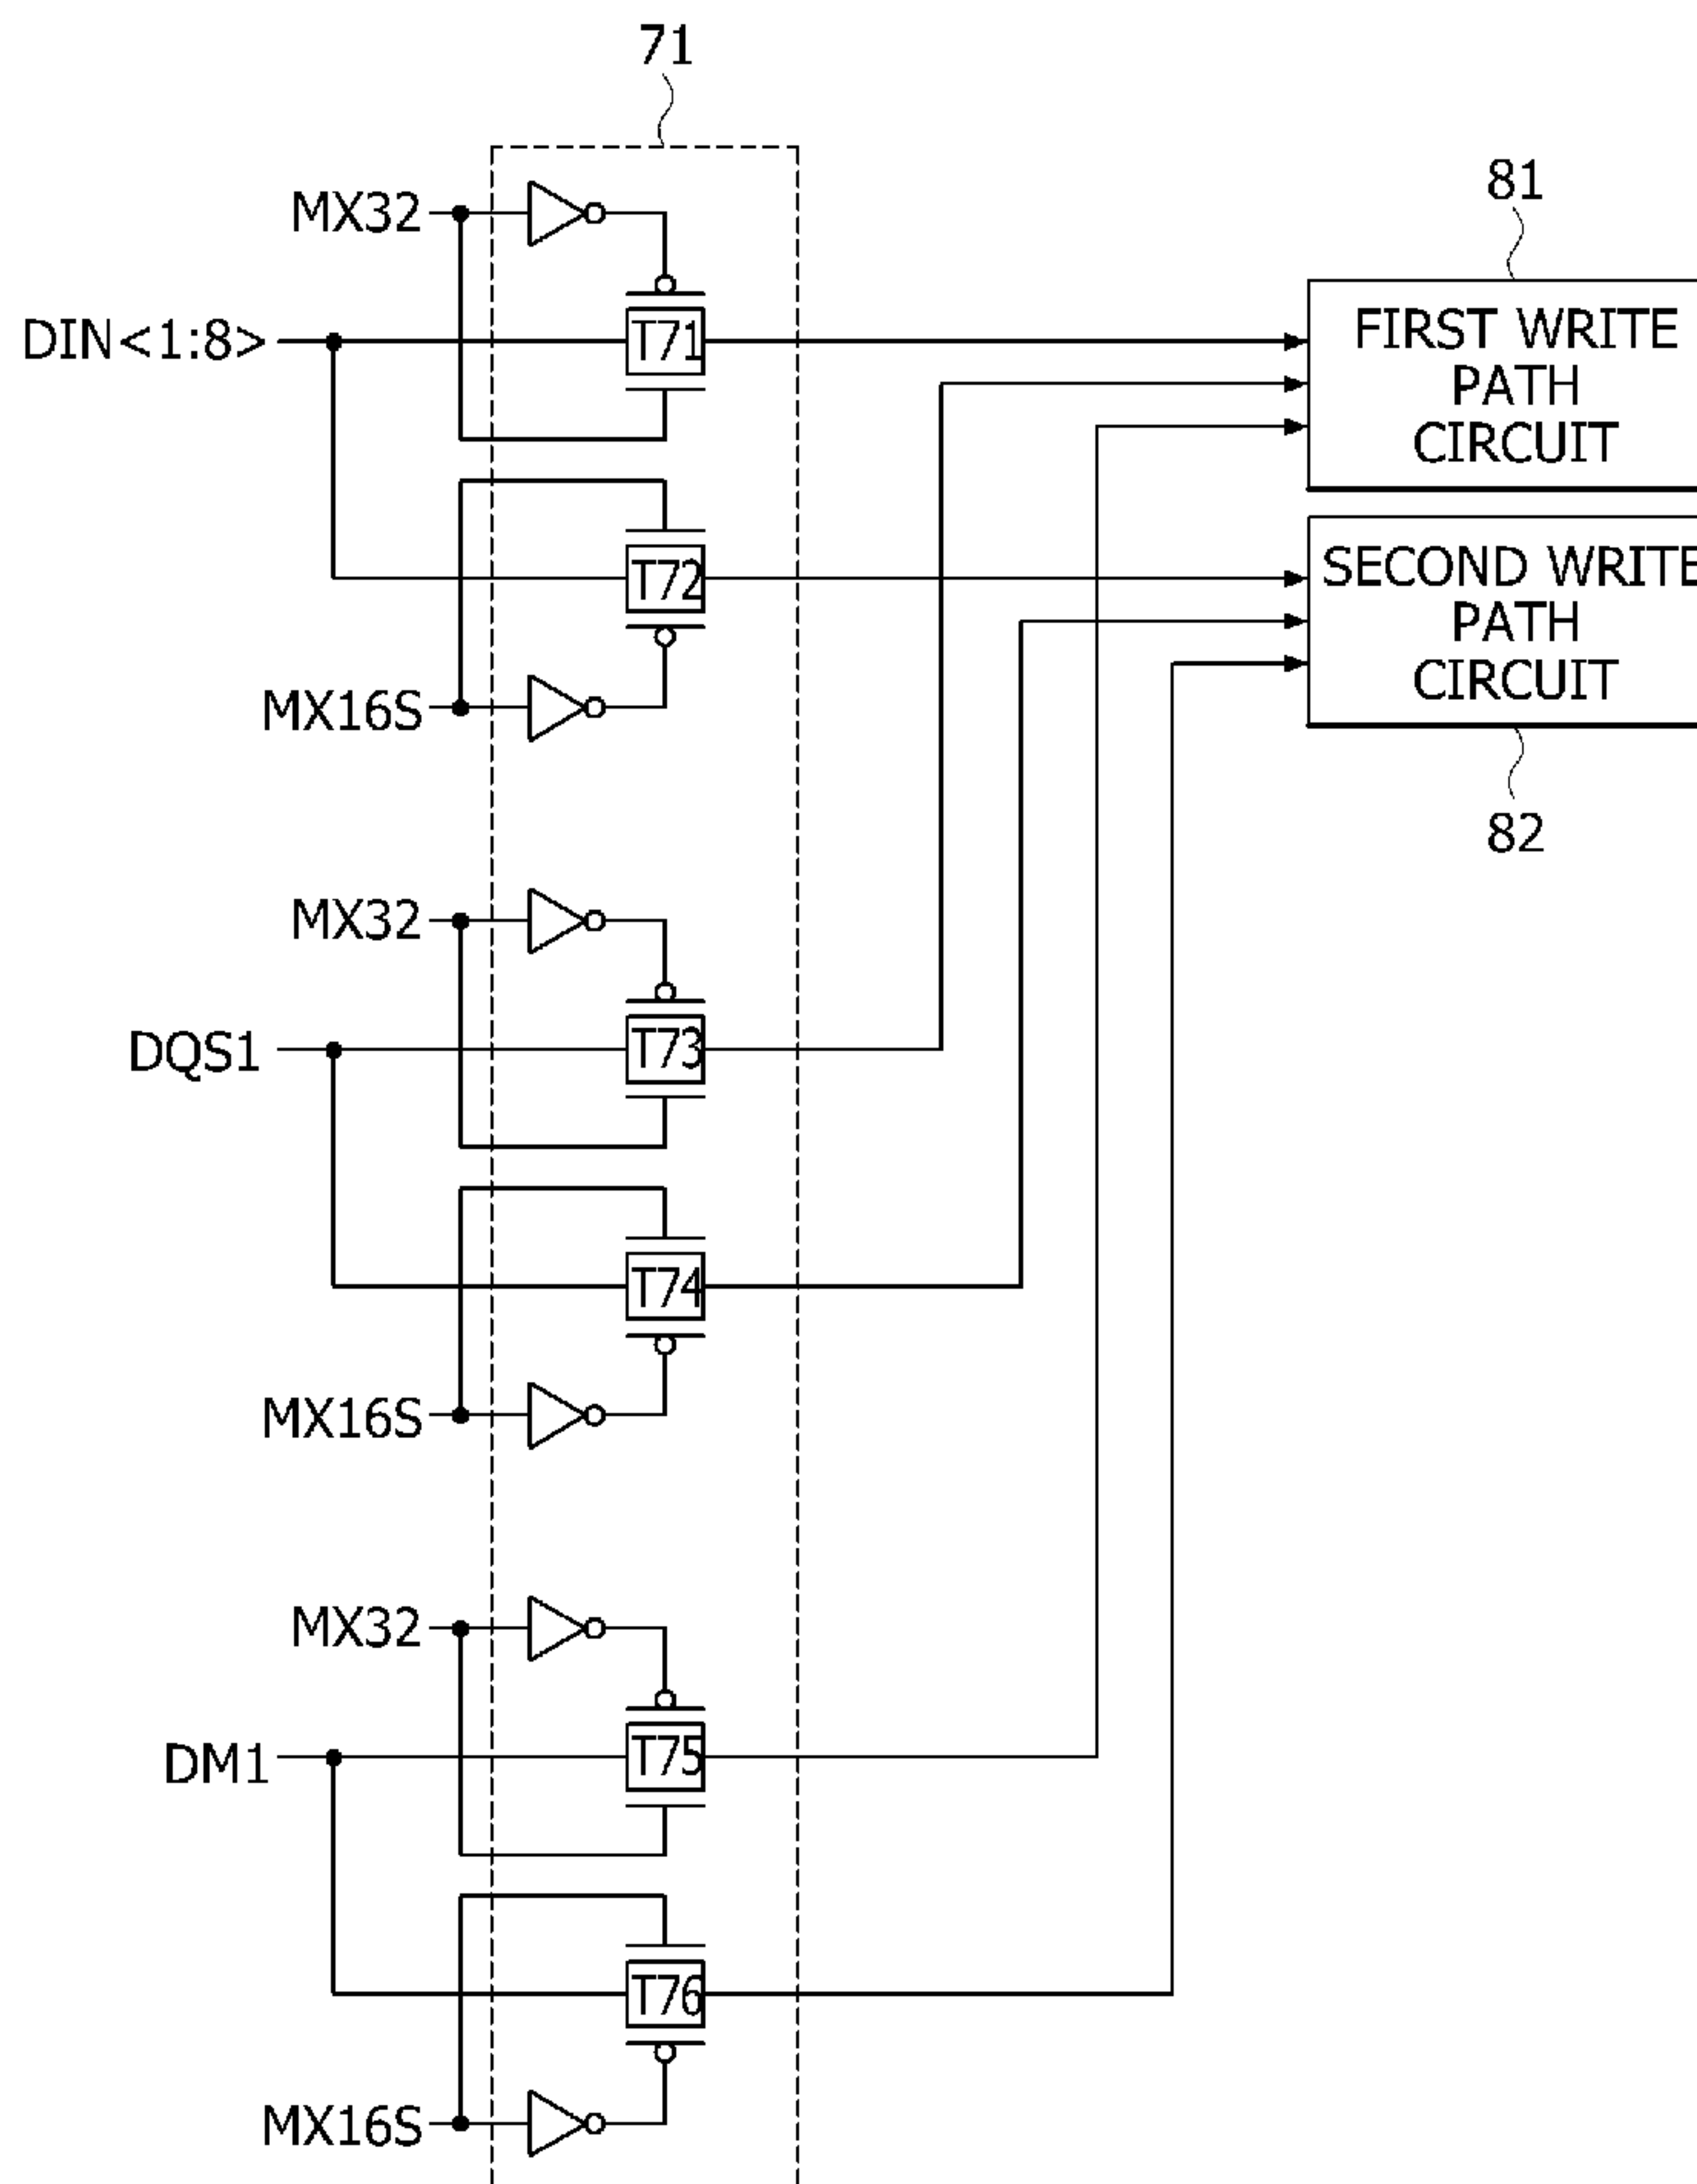 71
MX32
81
DIN<1:8>
T71
FIRST WRITE
PATH
CIRCUIT
T72
SECOND WRITE
PATH
CIRCUIT
MX16S
82
MX32
DQS1
T73
T74
MX16S
MX32
DM1
T75
T76
MX16S